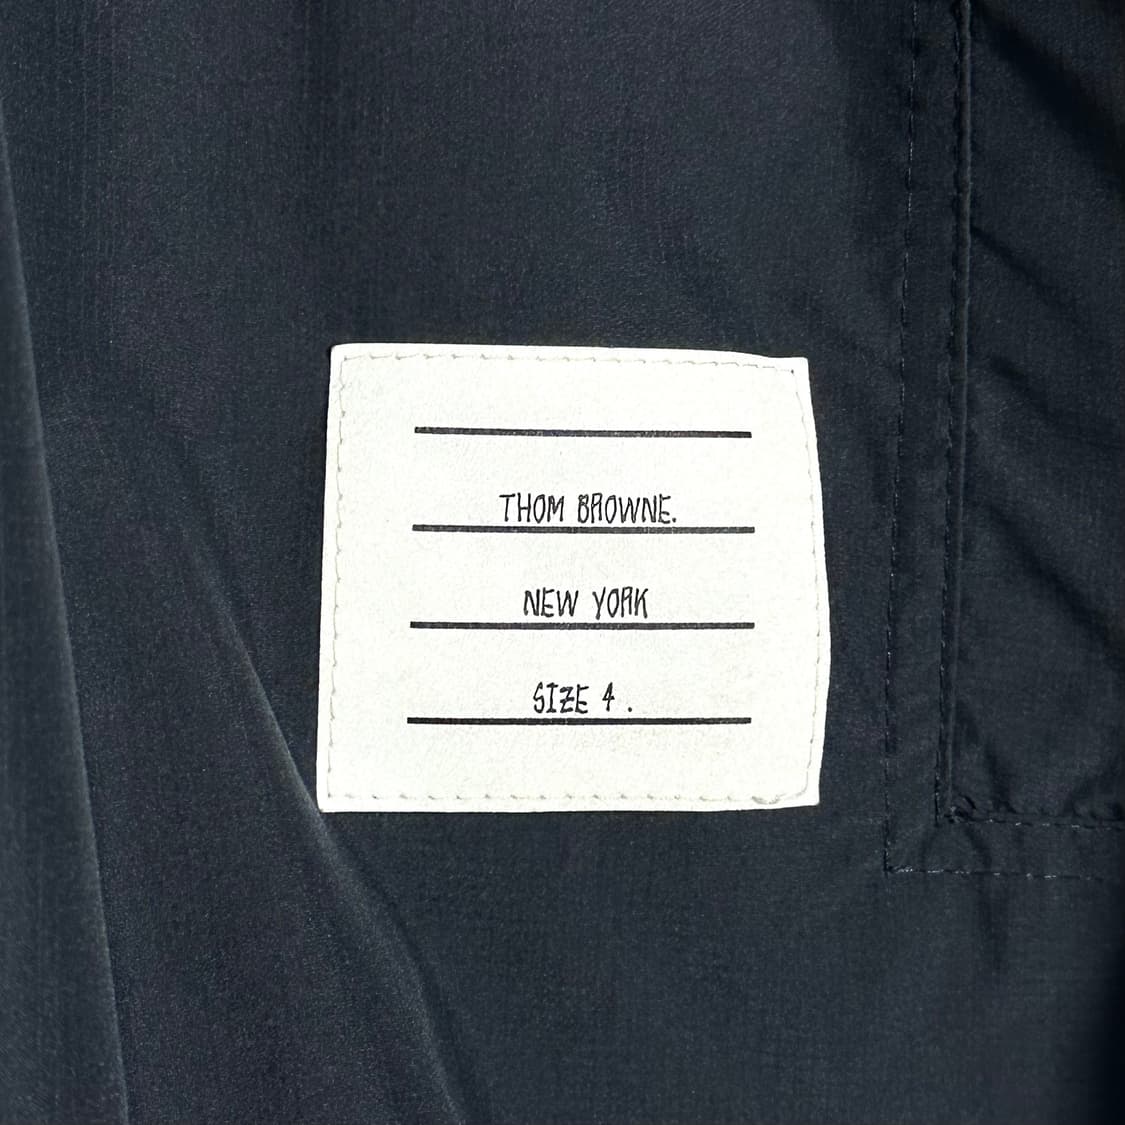 THOM BROWNE.
NEW YORK
SIZE 4 .